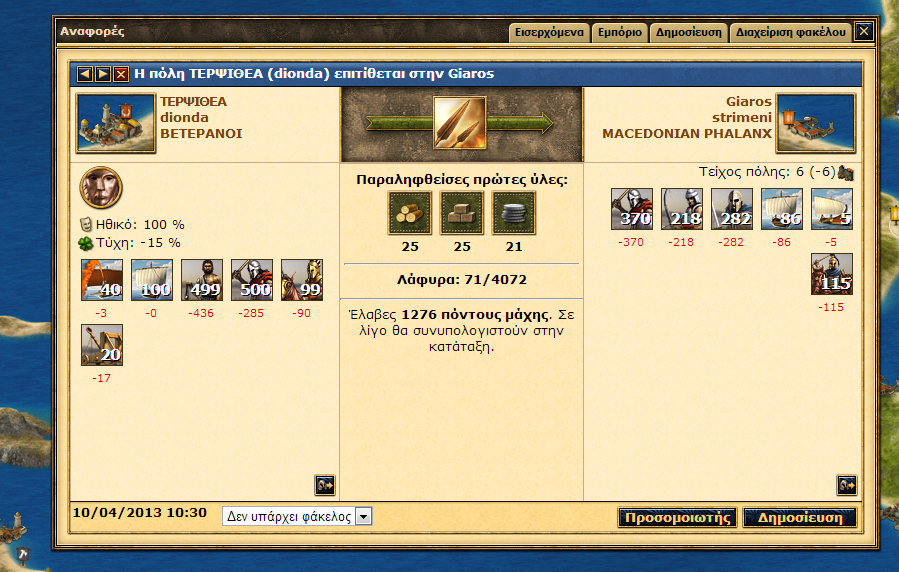 Αναφορές
Εισερχόμενα Εμπόριο Δημοσίευση Διαχείριση φακέλου
Η πόλη ΤΕΡΨΙΘΕΑ (dionda) επιτίθεται στην Giaros
ΤΕΡΨΙΘΕΑ
dionda
ΒΕΤΕΡΑΝΟΙ
Giaros
strimeni
MACEDONIAN PHALANX
Ηθικό: 100 %
Τύχη: -15 %
40 100 499 500 99
-3 -0 -436 -285 -90
20
-17
Παραληφθείσες πρώτες ύλες:
25 25 21
Λάφυρα: 71/4072
Έλαβες 1276 πόντους μάχης. Σε
λίγο θα συνυπολογιστούν στην
κατάταξη.
Τείχος πόλης: 6 (-6)
370 218 282 86 5
-370 -218 -282 -86 -5
115
-115
10/04/2013 10:30
Δεν υπάρχει φάκελος
Προσομοιωτής Δημοσίευση